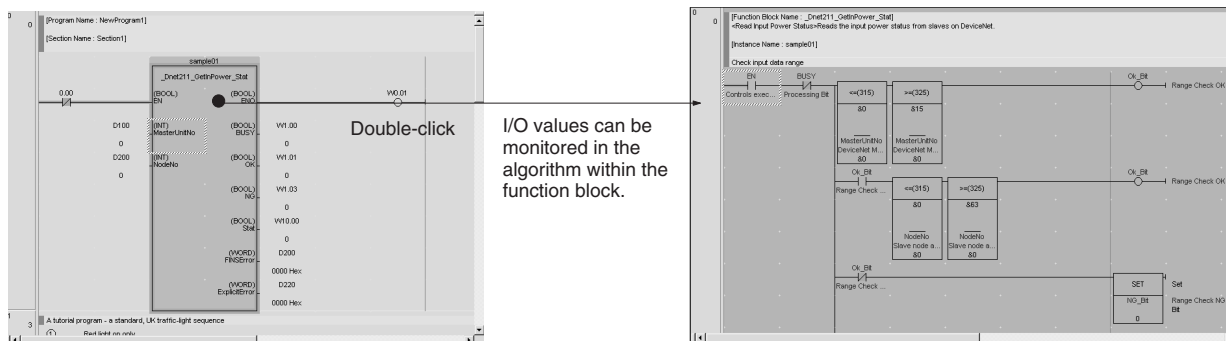 0
0
[Program Name : NewProgram1]
[Section Name : Section1]
sample01
_Dnet211_GetInPower_Stat
0.00
(BOOL)
EN
(BOOL)
ENO
W0.01
D100
(INT)
MasterUnitNo
(BOOL)
BUSY
W1.00
0
0
D200
(INT)
NodeNo
(BOOL)
OK
W1.01
0
0
(BOOL)
NG
W1.03
0
(BOOL)
Stat
W10.00
0
(WORD)
FINSError
D200
0000 Hex
(WORD)
ExplicitError
D220
0000 Hex
1
3
A tutorial program - a standard, UK traffic-light sequence
Red light on only
Double-click
I/O values can be
monitored in the
algorithm within the
function block.
0
0
[Function Block Name : _Dnet211_GetInPower_Stat]
<Read Input Power Status>Reads the input power status from slaves on DeviceNet.
[Instance Name : sample01]
Check input data range
EN
BUSY
Ok_Bit
Controls exec...
Processing Bit
<=(315)
>=(325)
Range Check OK
&0
&15
MasterUnitNo
MasterUnitNo
DeviceNet M...
DeviceNet M...
&0
&0
Ok_Bit
Ok_Bit
Range Check ...
<=(315)
>=(325)
Range Check OK
&0
&63
NodeNo
NodeNo
Slave node a...
Slave node a...
&0
&0
Ok_Bit
Range Check ...
SET
Set
NG_Bit
Range Check NG
Bit
0